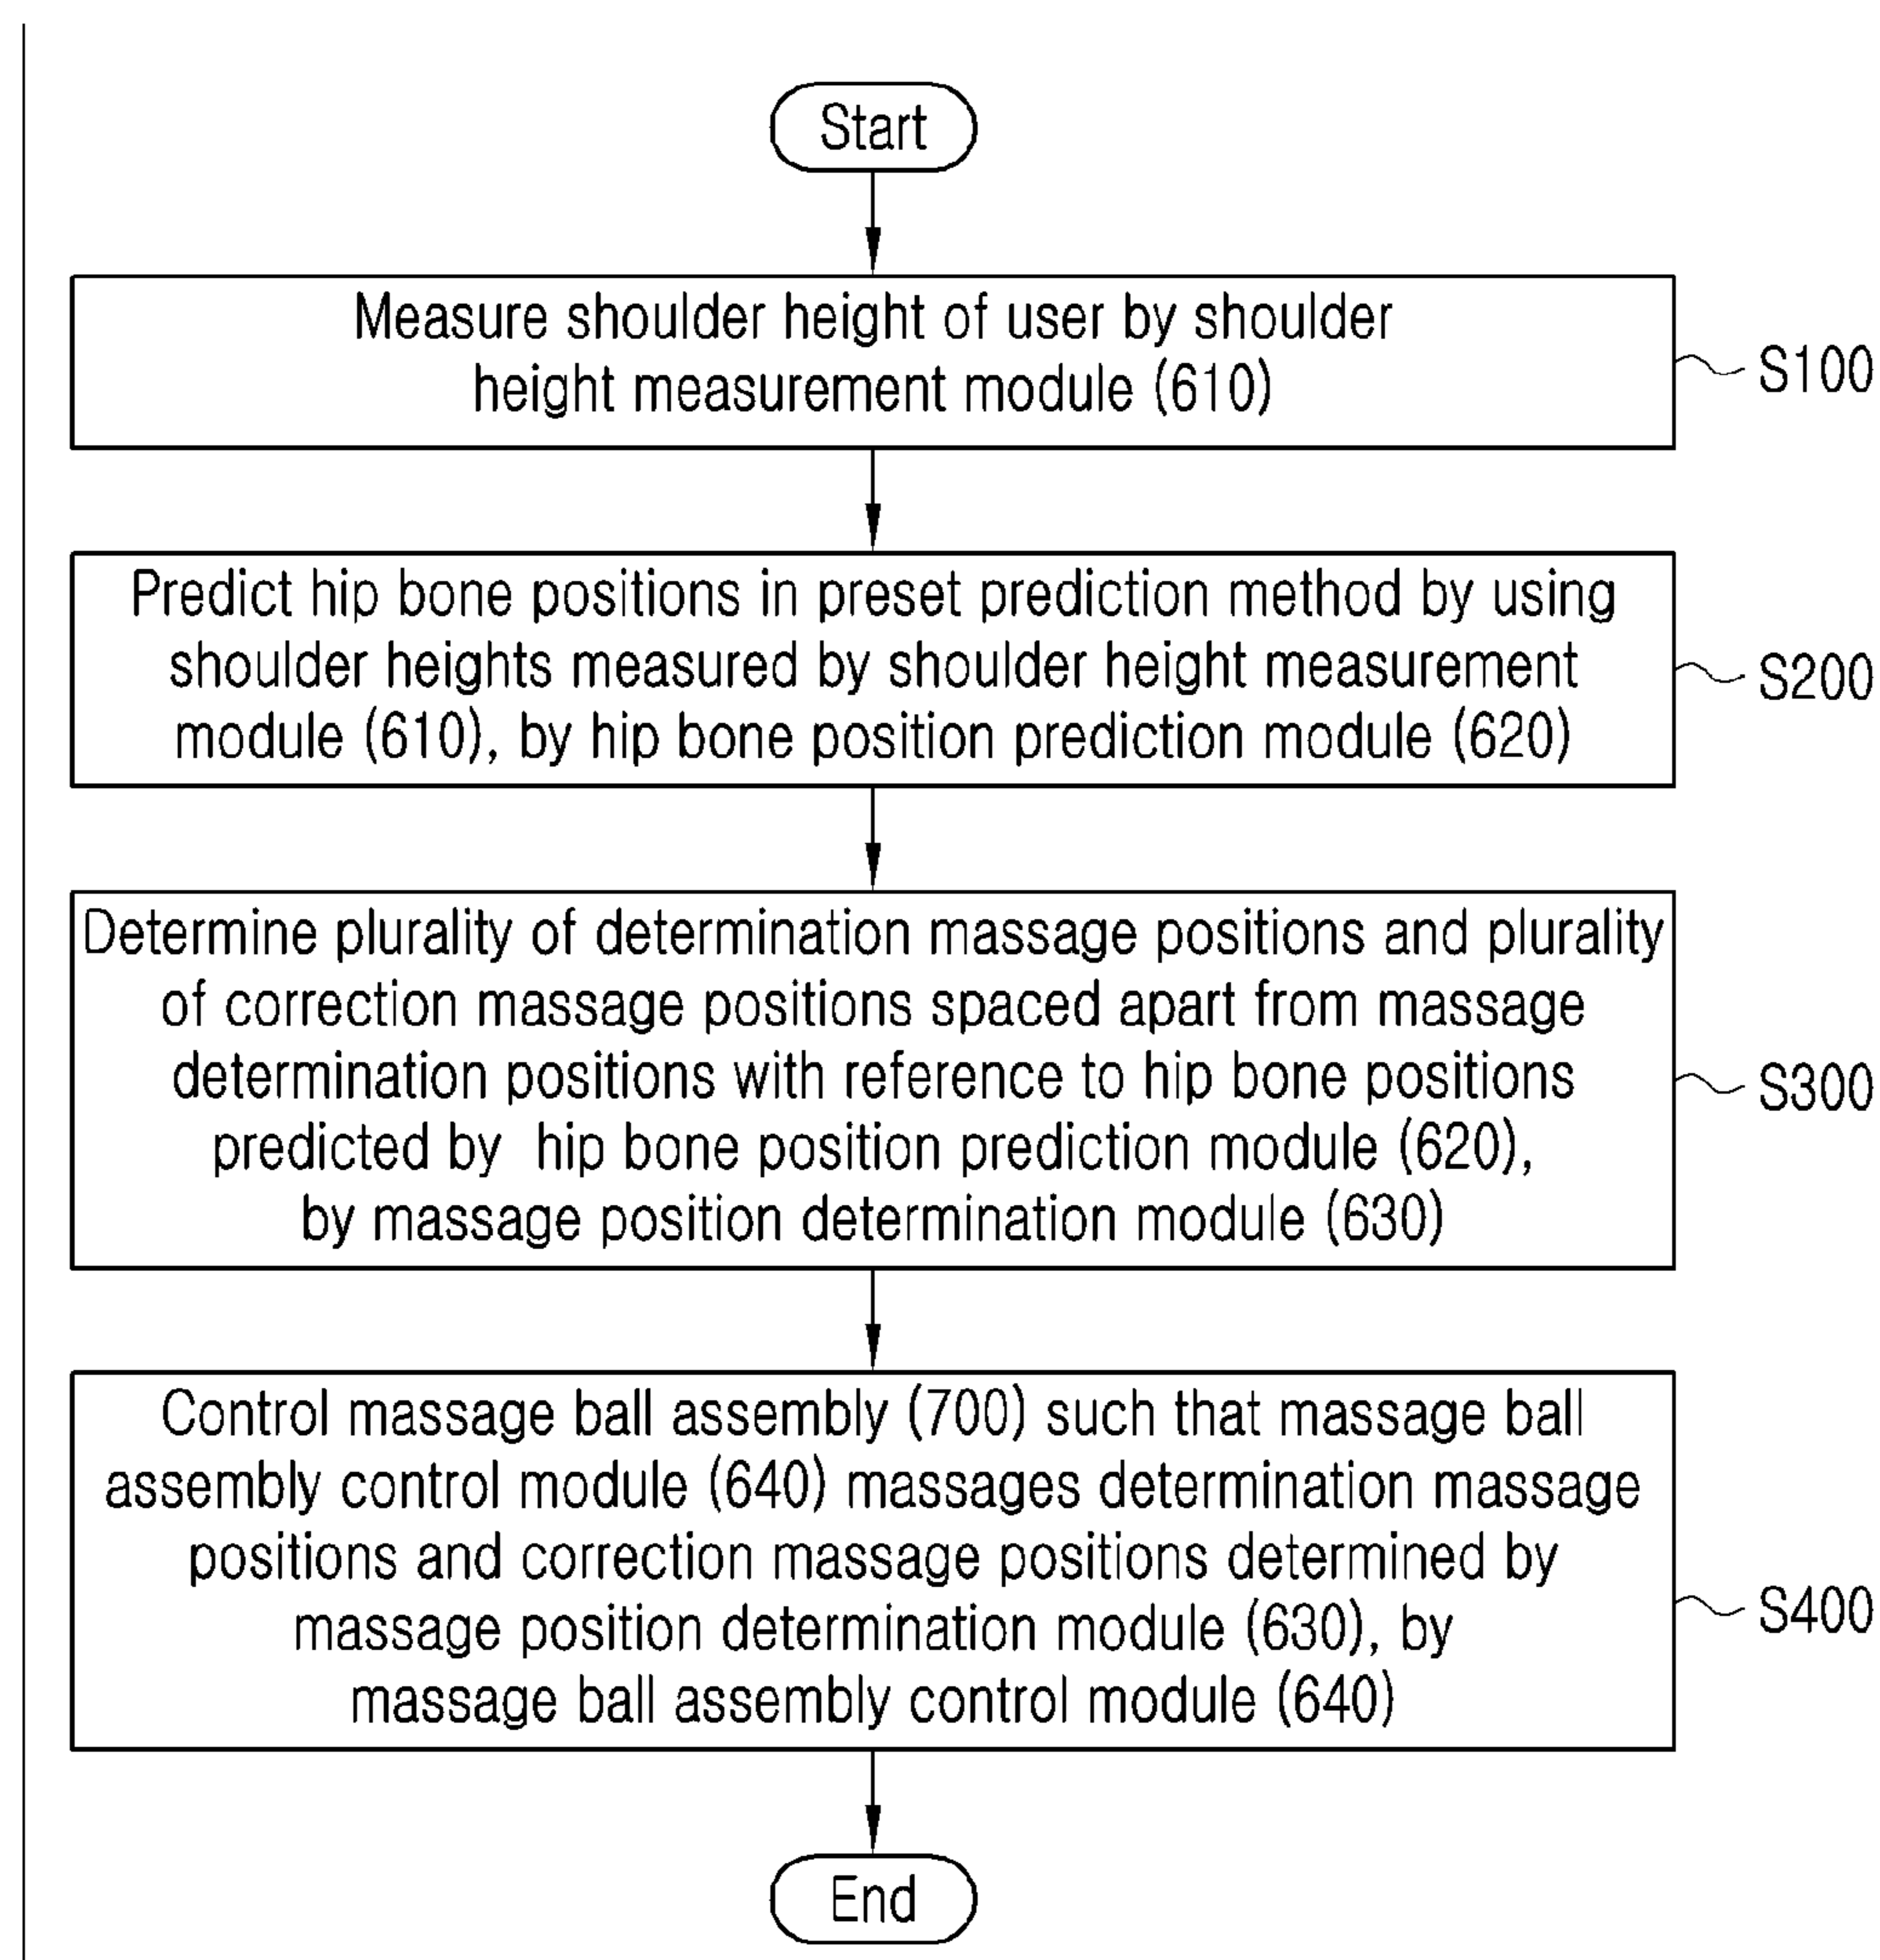 Start
Measure shoulder height of user by shoulder
height measurement module (610)
S100
Predict hip bone positions in preset prediction method by using
shoulder heights measured by shoulder height measurement
module (610), by hip bone position prediction module (620)
S200
Determine plurality of determination massage positions and plurality
of correction massage positions spaced apart from massage
determination positions with reference to hip bone positions
predicted by hip bone position prediction module (620),
by massage position determination module (630)
S300
Control massage ball assembly (700) such that massage ball
assembly control module (640) massages determination massage
positions and correction massage positions determined by
massage position determination module (630), by
massage ball assembly control module (640)
S400
End